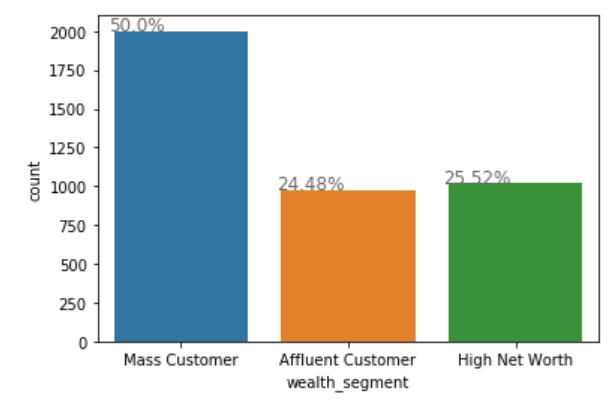 50.0%
24.48%
25.52%
2000
1750
1500
1250
1000
750
500
250
0
count
Mass Customer
Affluent Customer
High Net Worth
wealth_segment